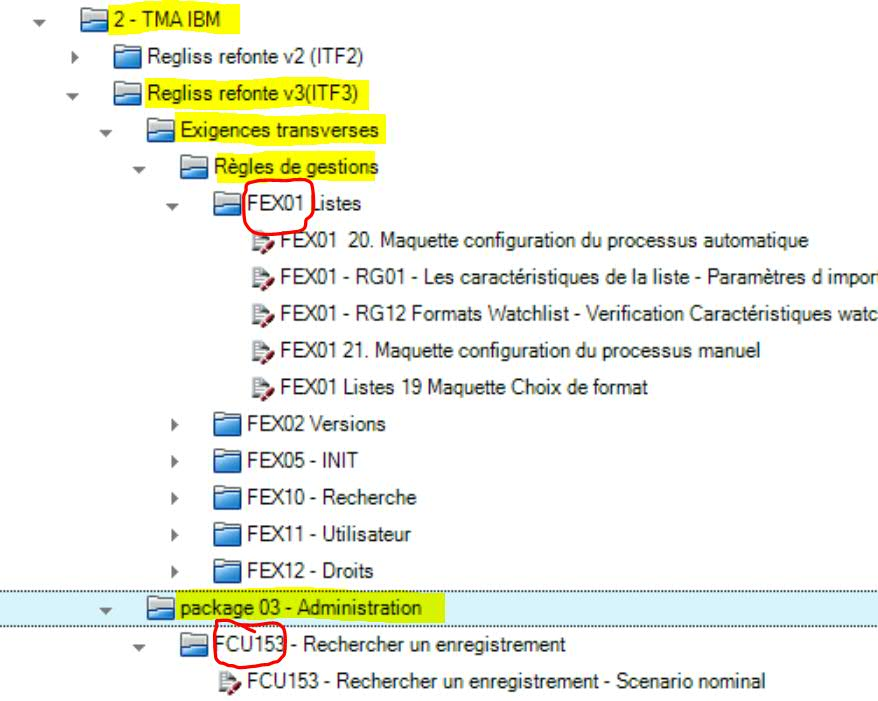 2 - TMA IBM
Regliss refonte v2 (ITF2)
Regliss refonte v3(ITF3)
Exigences transverses
Règles de gestions
FEX01 Listes
FEX01  20. Maquette configuration du processus automatique
FEX01 - RG01 - Les caractéristiques de la liste - Paramètres d impor
FEX01 - RG12 Formats Watchlist - Verification Caractéristiques watc
FEX01 21. Maquette configuration du processus manuel
FEX01 Listes 19 Maquette Choix de format
FEX02 Versions
FEX05 - INIT
FEX10 - Recherche
FEX11 - Utilisateur
FEX12 - Droits
package 03 - Administration
FCU153 - Rechercher un enregistrement
FCU153 - Rechercher un enregistrement - Scenario nominal